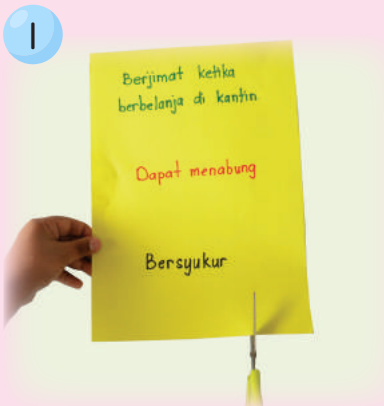 1
Berjimat ketika
berbelanja di kantin
Dapat menabung
Bersyukur